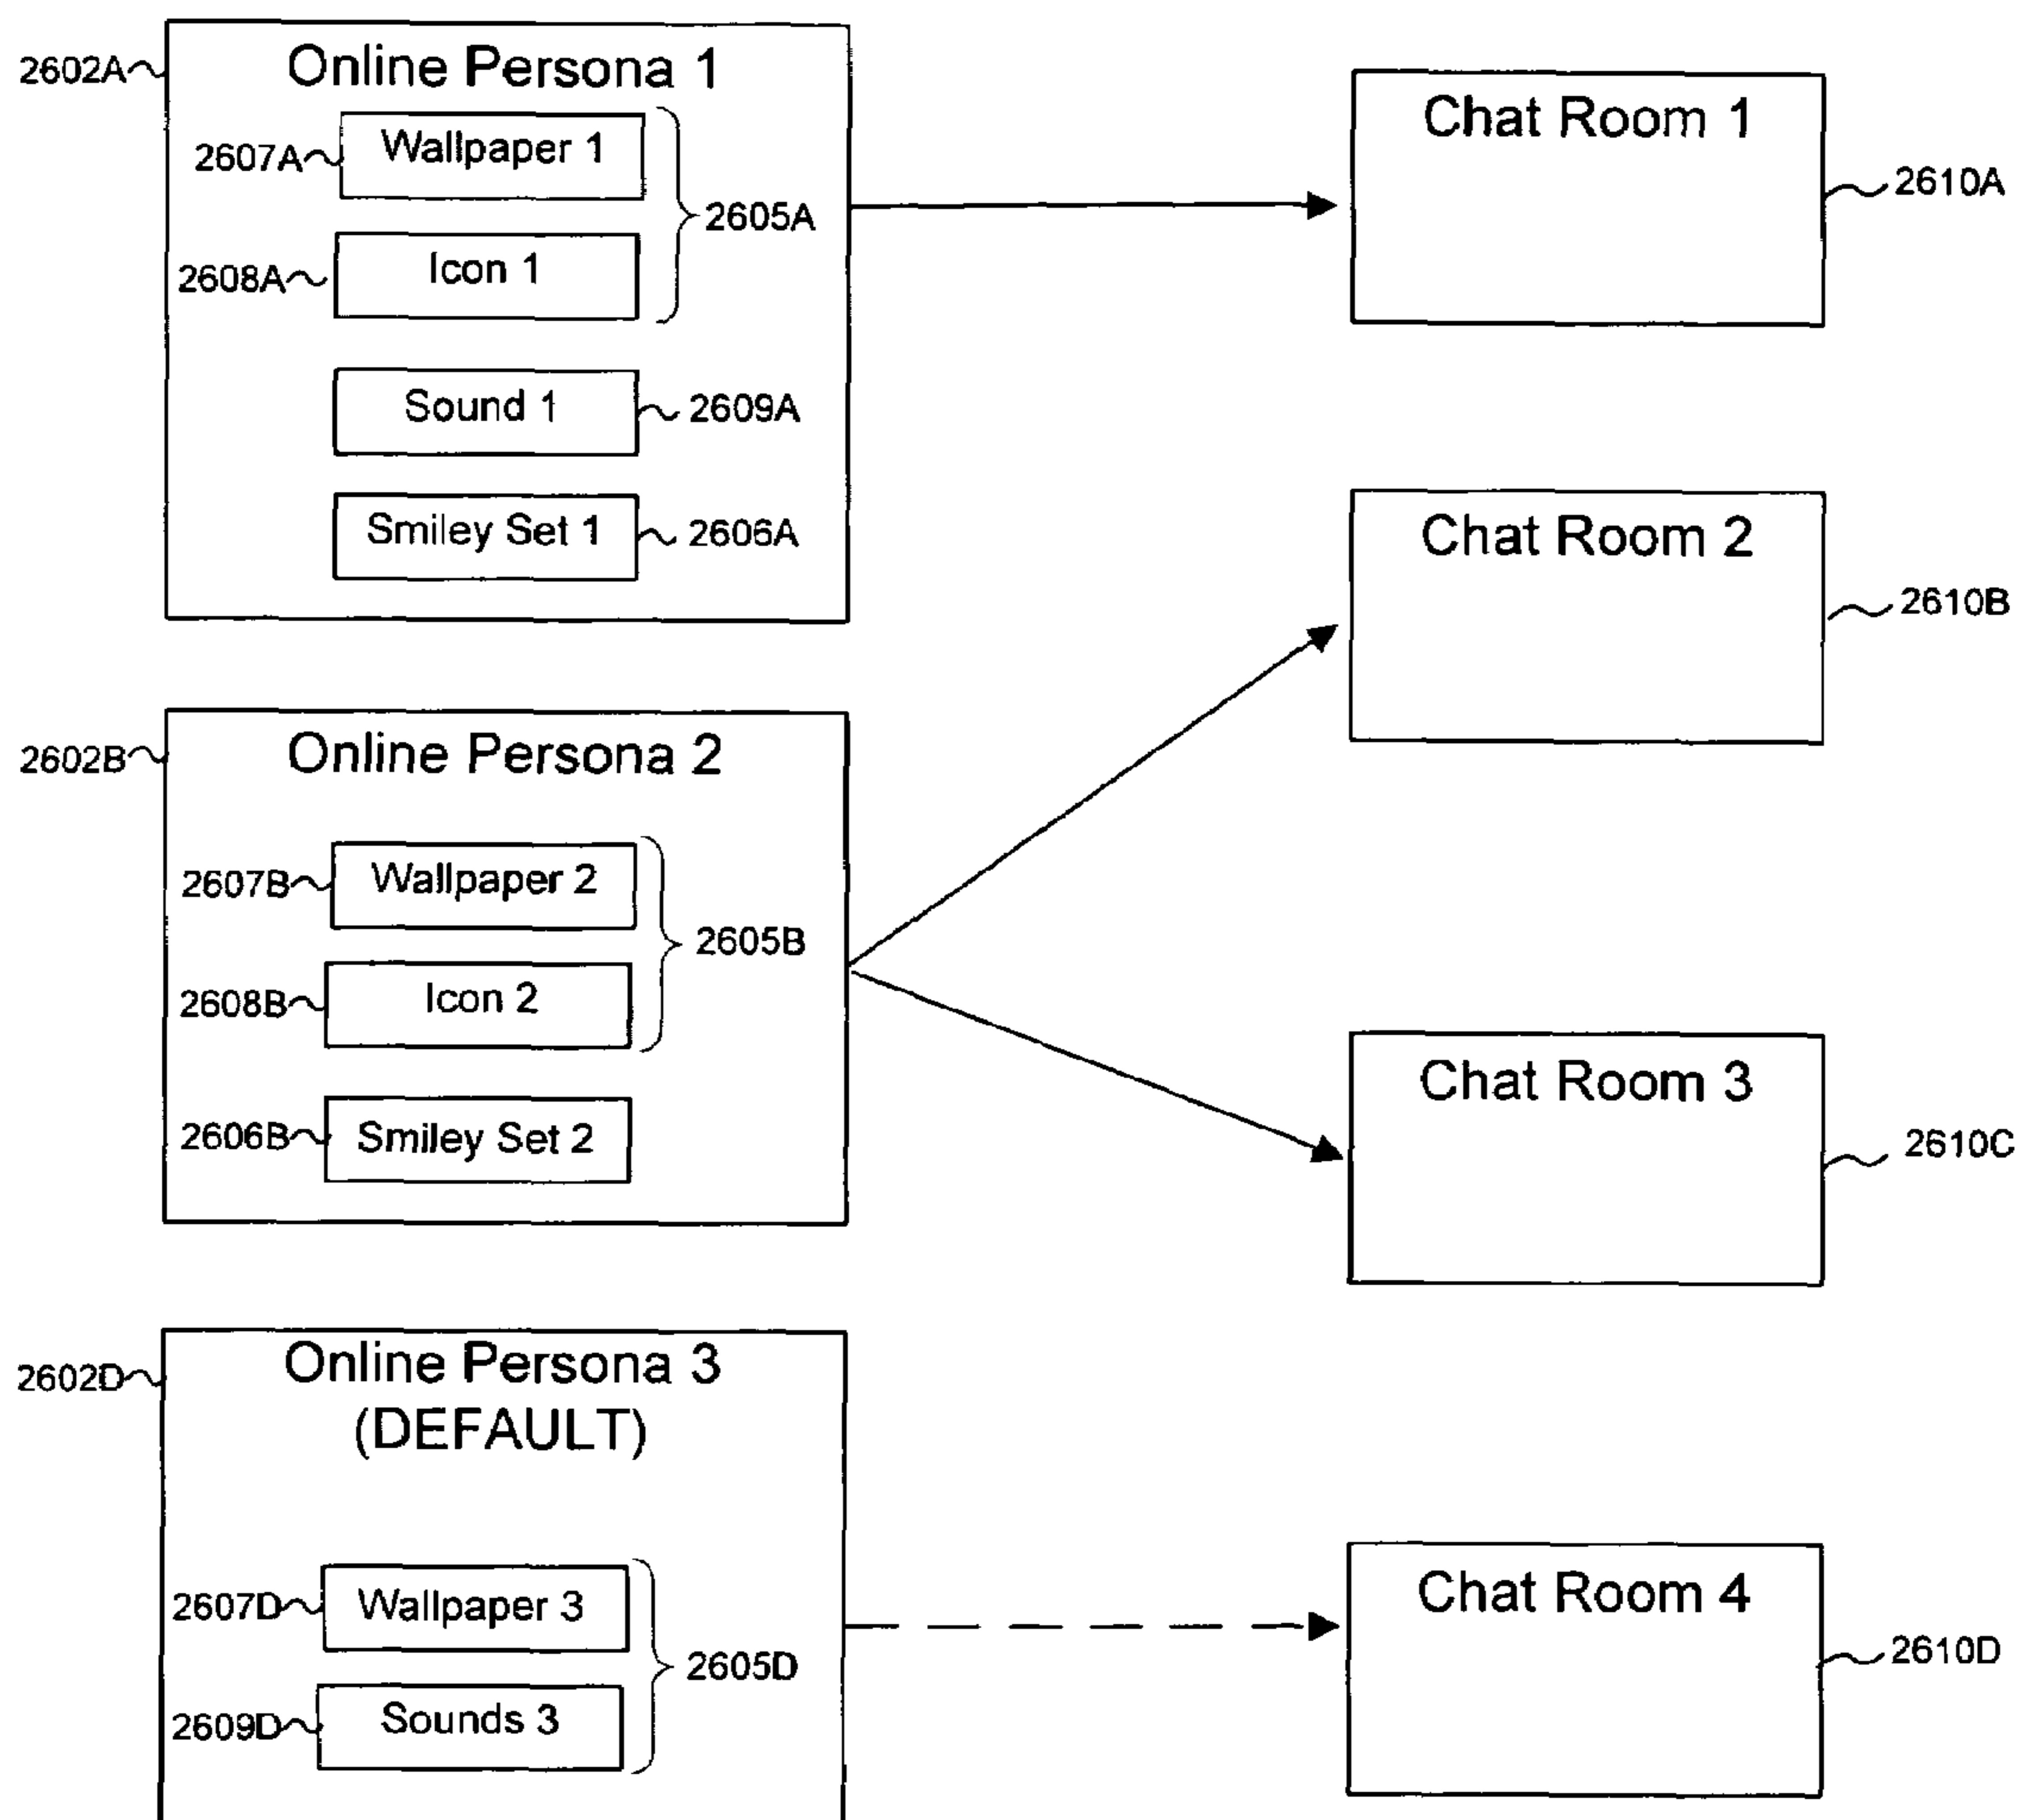 2602A
Online Persona 1
2607A
Wallpaper 1
2605A
2608A
Icon 1
Sound 1
2609A
Smiley Set 1
2606A
Chat Room 1
2610A
Chat Room 2
2610B
2602B
Online Persona 2
2607B
Wallpaper 2
2605B
2608B
Icon 2
2606B
Smiley Set 2
Chat Room 3
2610C
2602D
Online Persona 3
(DEFAULT)
2607D
Wallpaper 3
2605D
2609D
Sounds 3
Chat Room 4
2610D